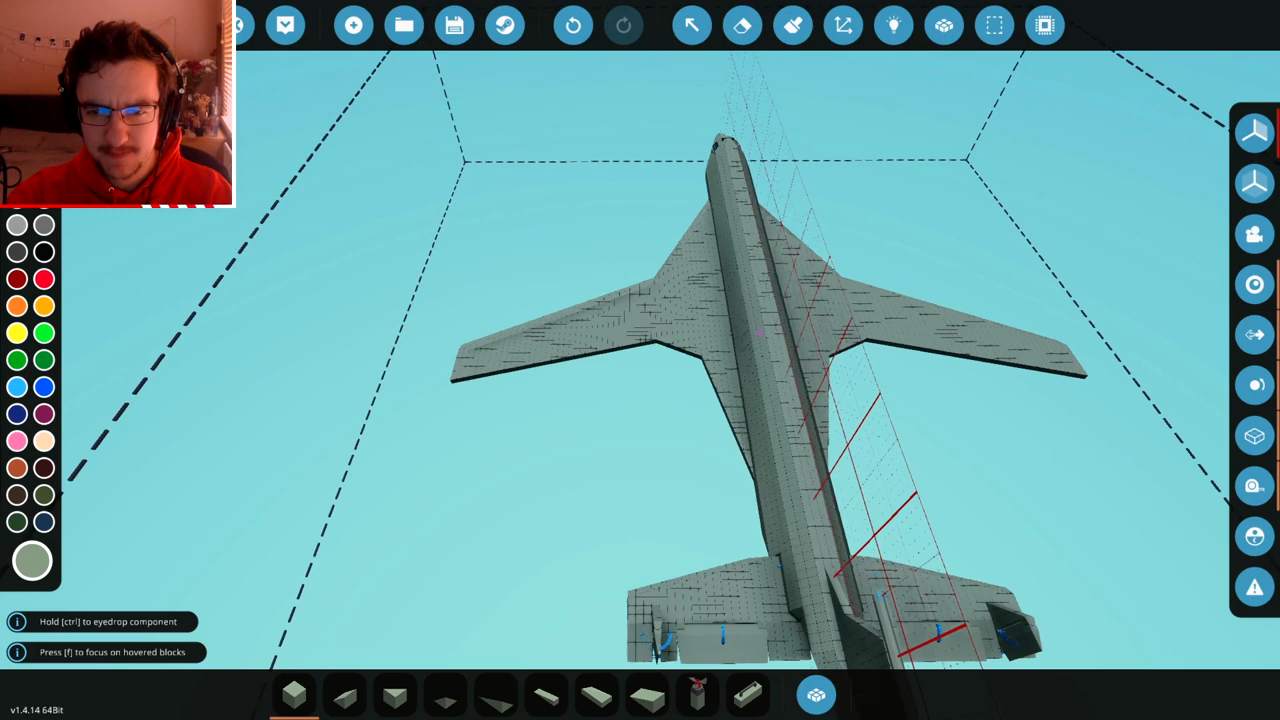 Hold [ctrl] to eyedrop component
Press [f] to focus on hovered blocks
v1.4.14 64Bit